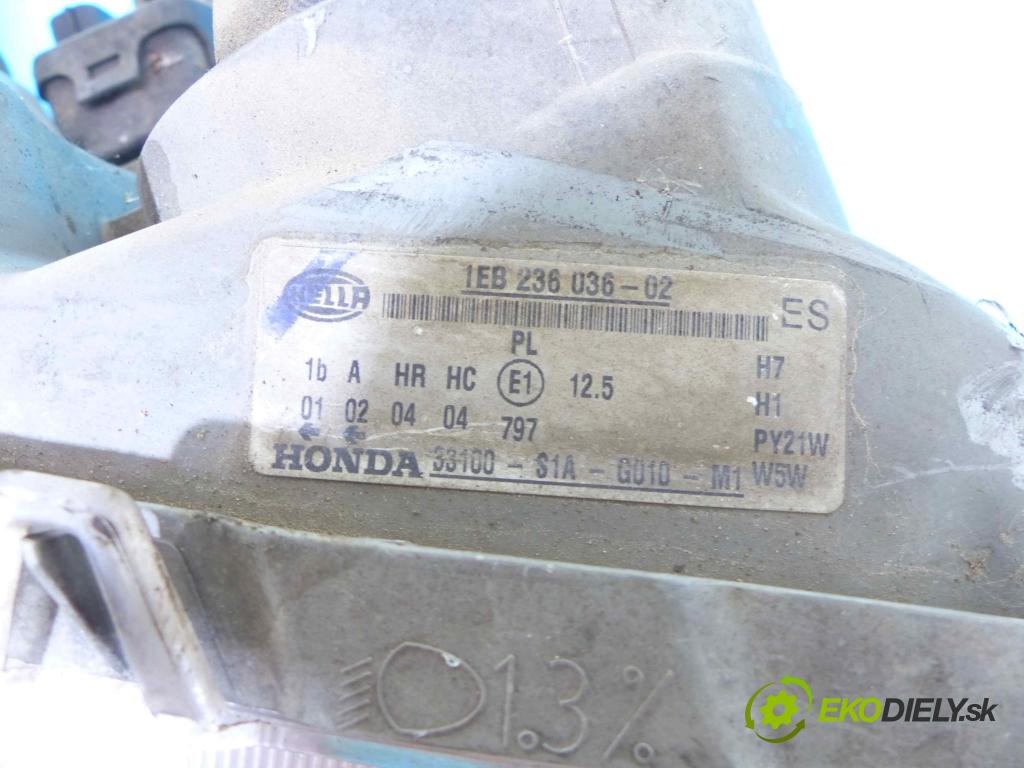 1EB 236 036-02
HELLA
ES
PL
1b A HR HC E1 12.5 H7
01 02 04 04 797 H1
PY21W
HONDA 33100-S1A-G010-M1 W5W
1.3%
EKODIELY.sk